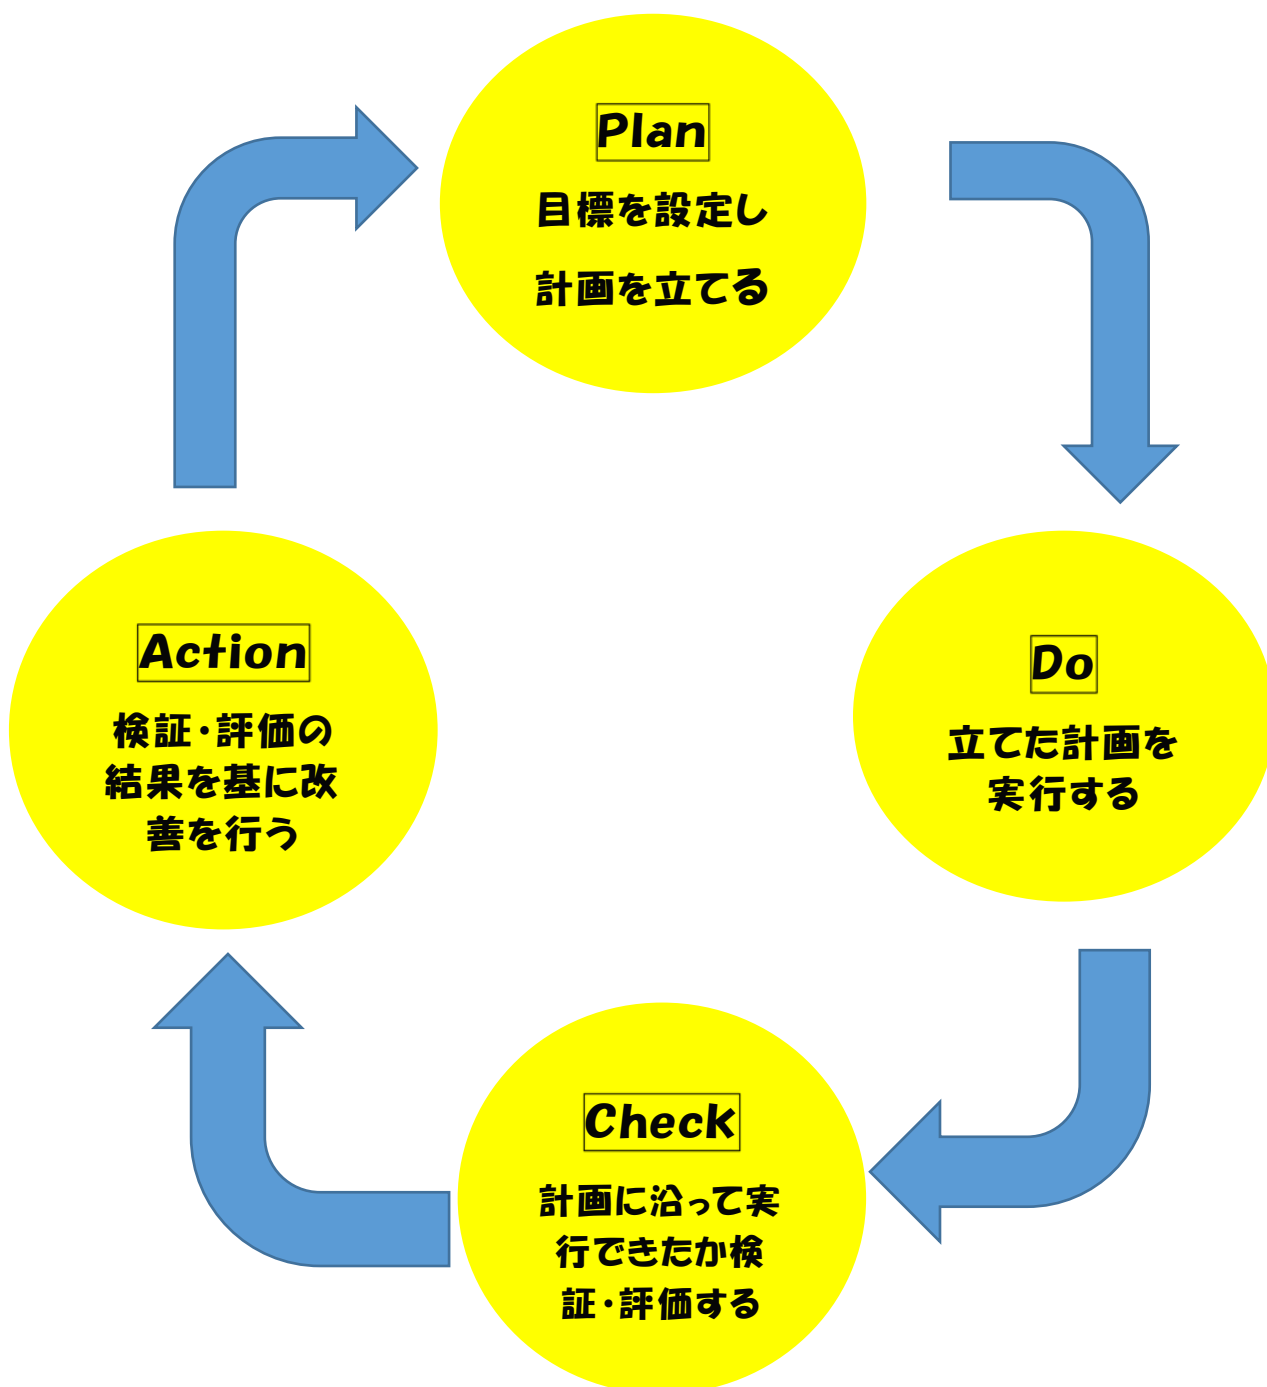 Plan
目標を設定し
計画を立てる
Do
立てた計画を
実行する
Check
計画に沿って実
行できたか検
証・評価する
Action
検証・評価の
結果を基に改
善を行う